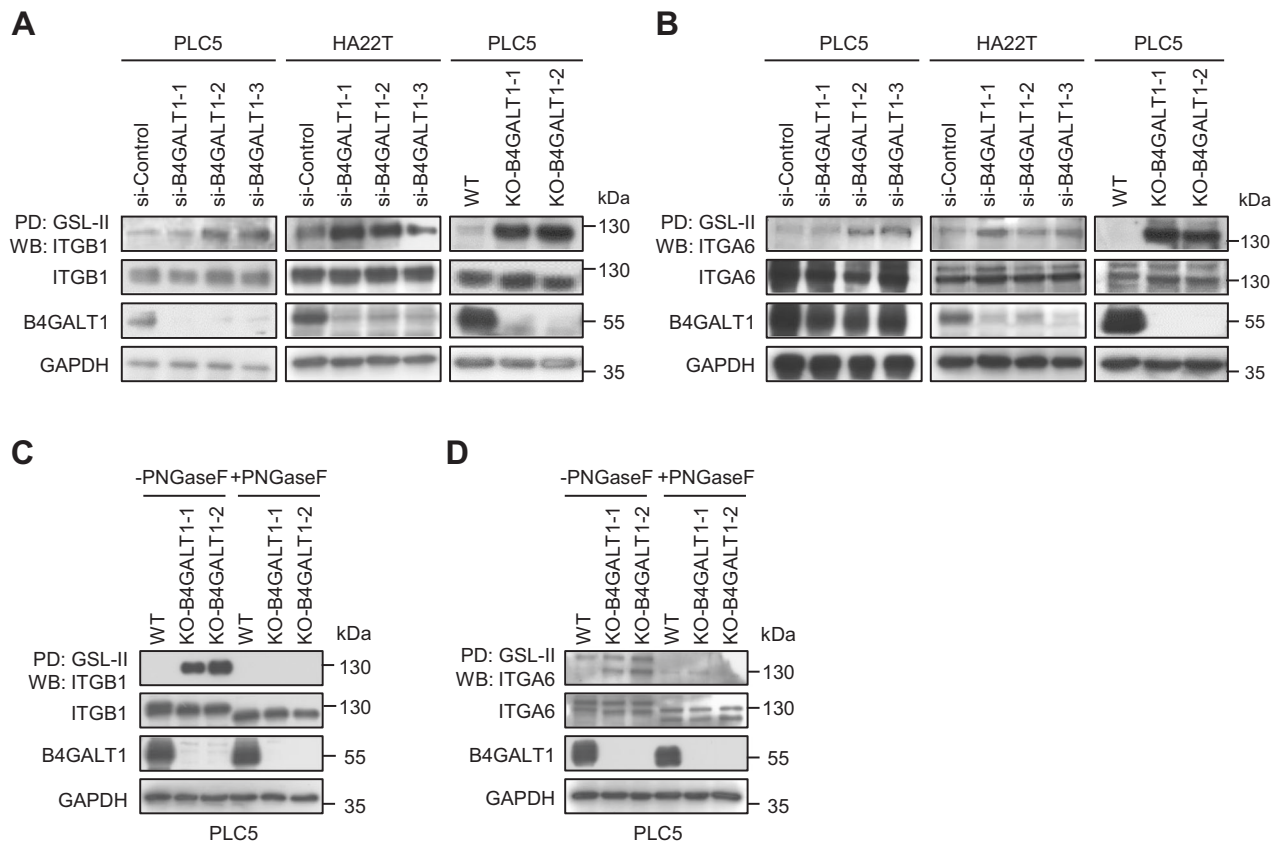 A
PLC5
HA22T
PLC5
si-Control
si-B4GALT1-1
si-B4GALT1-2
si-B4GALT1-3
si-Control
si-B4GALT1-1
si-B4GALT1-2
si-B4GALT1-3
WT
KO-B4GALT1-1
KO-B4GALT1-2
kDa
PD: GSL-II
WB: ITGB1
130
ITGB1
130
B4GALT1
55
GAPDH
35
B
PLC5
HA22T
PLC5
si-Control
si-B4GALT1-1
si-B4GALT1-2
si-B4GALT1-3
si-Control
si-B4GALT1-1
si-B4GALT1-2
si-B4GALT1-3
WT
KO-B4GALT1-1
KO-B4GALT1-2
kDa
PD: GSL-II
WB: ITGA6
130
ITGA6
130
B4GALT1
55
GAPDH
35
C
-PNGaseF +PNGaseF
WT
KO-B4GALT1-1
KO-B4GALT1-2
WT
KO-B4GALT1-1
KO-B4GALT1-2
kDa
PD: GSL-II
WB: ITGB1
130
ITGB1
130
B4GALT1
55
GAPDH
35
PLC5
D
-PNGaseF +PNGaseF
WT
KO-B4GALT1-1
KO-B4GALT1-2
WT
KO-B4GALT1-1
KO-B4GALT1-2
kDa
PD: GSL-II
WB: ITGA6
130
ITGA6
130
B4GALT1
55
GAPDH
35
PLC5